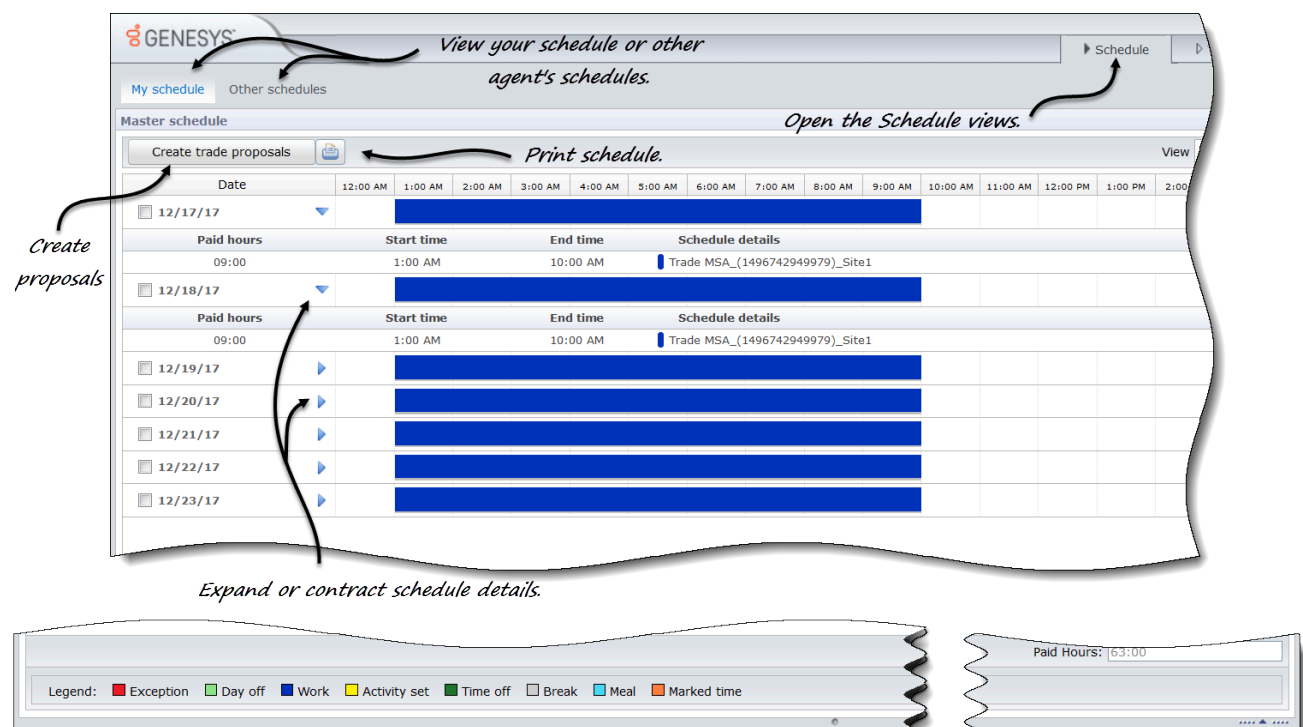 GENESYS
View your schedule or other
agent's schedules.
Schedule
My schedule Other schedules
Open the Schedule views.
Master schedule
Create trade proposals
Print schedule.
View
Date 12:00 AM 1:00 AM 2:00 AM 3:00 AM 4:00 AM 5:00 AM 6:00 AM 7:00 AM 8:00 AM 9:00 AM 10:00 AM 11:00 AM 12:00 PM 1:00 PM 2:00
12/17/17
Create
proposals
Paid hours Start time End time Schedule details
09:00 1:00 AM 10:00 AM Trade MSA_(1496742949979)_Site1
12/18/17
Paid hours Start time End time Schedule details
09:00 1:00 AM 10:00 AM Trade MSA_(1496742949979)_Site1
12/19/17
12/20/17
12/21/17
12/22/17
12/23/17
Expand or contract schedule details.
Paid Hours: 63:00
Legend: Exception Day off Work Activity set Time off Break Meal Marked time